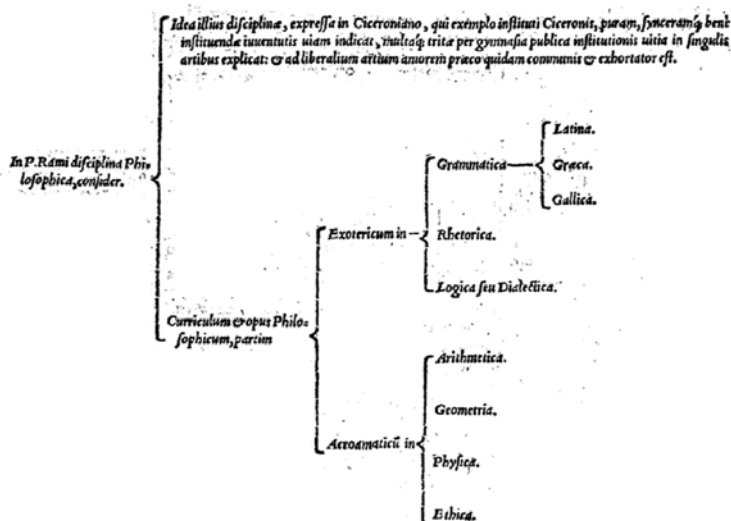 Idea illius disciplinæ, expressa in Ciceroniano, qui exemplo instituti Ciceronis, puram, synceramq́; bene
instituendæ iuuentutis uiam indicat, multaq́; trita per gymnasia publica institutionis uitia in singulis
artibus explicat: & ad liberalium artium amorem præco quidam communis & exhortator est.
In P. Rami disciplina Phi-
losophica, consider.
Latina.
Grammatica
Græca.
Gallica.
Exotericum in
Rhetorica.
Logica seu Dialectica.
Curriculum & opus Philo-
sophicum, partim
Arithmetica.
Geometria.
Acroamaticū in
Physica.
Ethica.